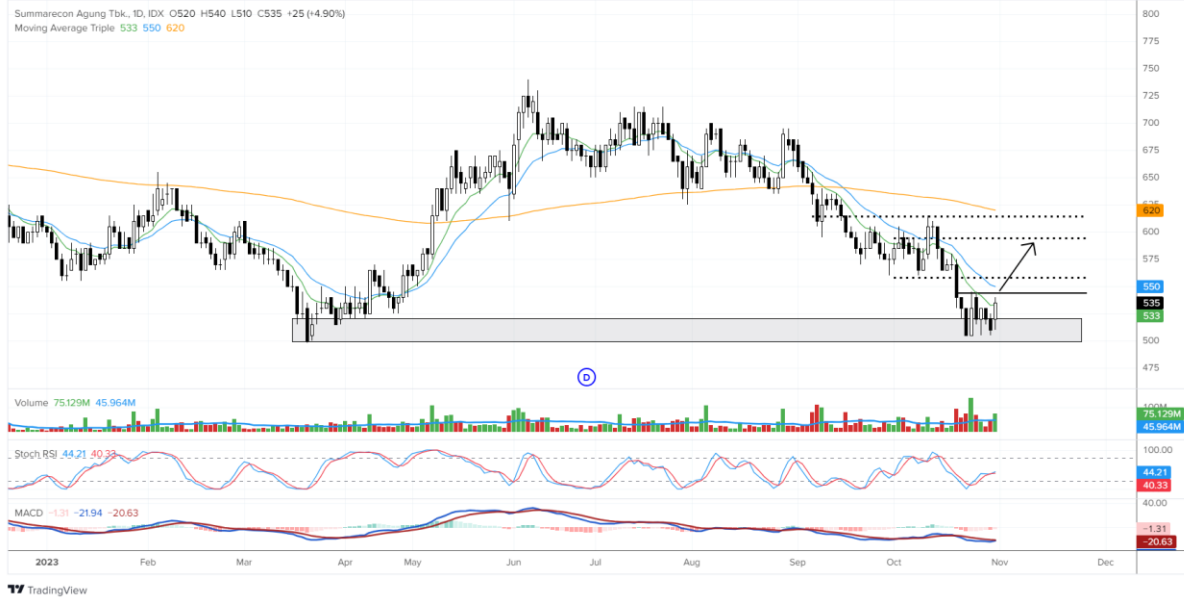 Summarecon Agung Tbk., 1D, IDX O520 H540 L510 C535 +25 (+4.90%)
Moving Average Triple 533 550 620
800
775
750
725
700
675
650
625
620
600
575
550
535
533
500
475
D
Volume 75.129M 45.964M
100M
75.129M
45.964M
Stoch RSI 44.21 40.33
100.00
44.21
40.33
40.00
MACD -1.31 -21.94 -20.63
-1.31
-20.63
2023 Feb Mar Apr May Jun Jul Aug Sep Oct Nov Dec
TradingView